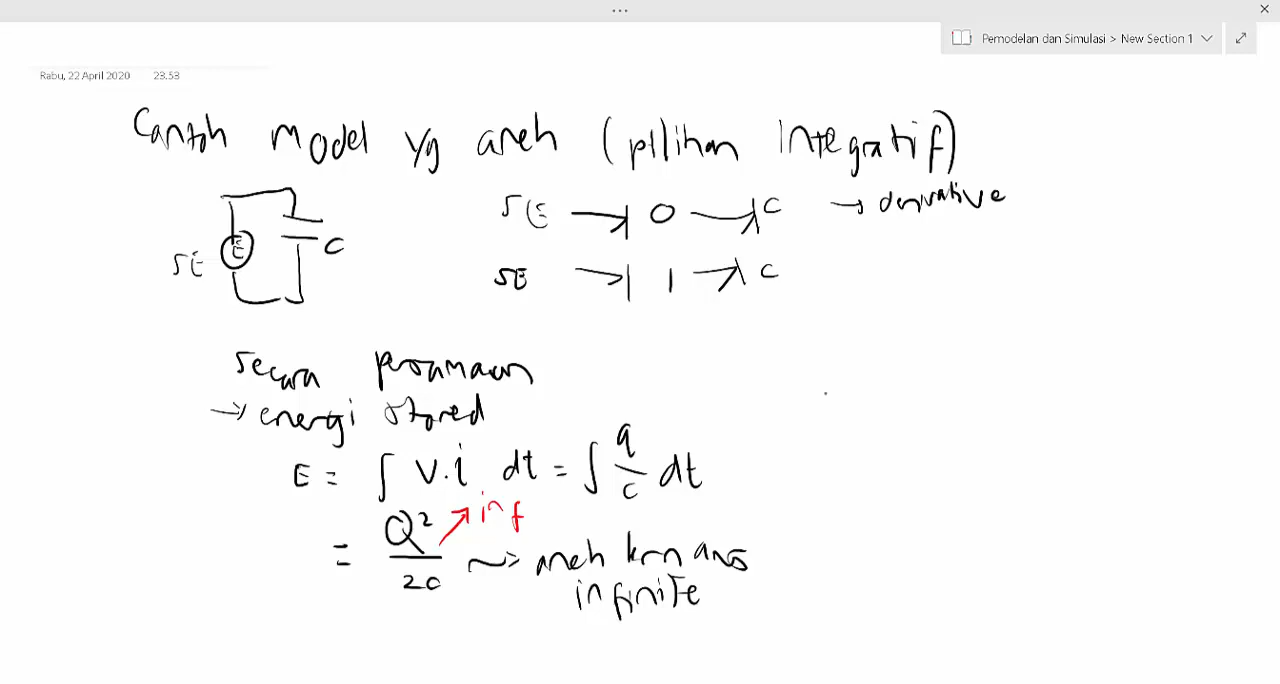 ...
Pemodelan dan Simulasi > New Section 1
Rabu, 22 April 2020 23.53
Contoh model yg aneh (pilihan integratif)
SE E C
SE → 0 → C → derivative
SE → 1 → C
secara persamaan
→ energi stored
E = ∫ V.i dt = ∫ q/c dt
= Q²/2C → inf ~> aneh krn arus
infinite